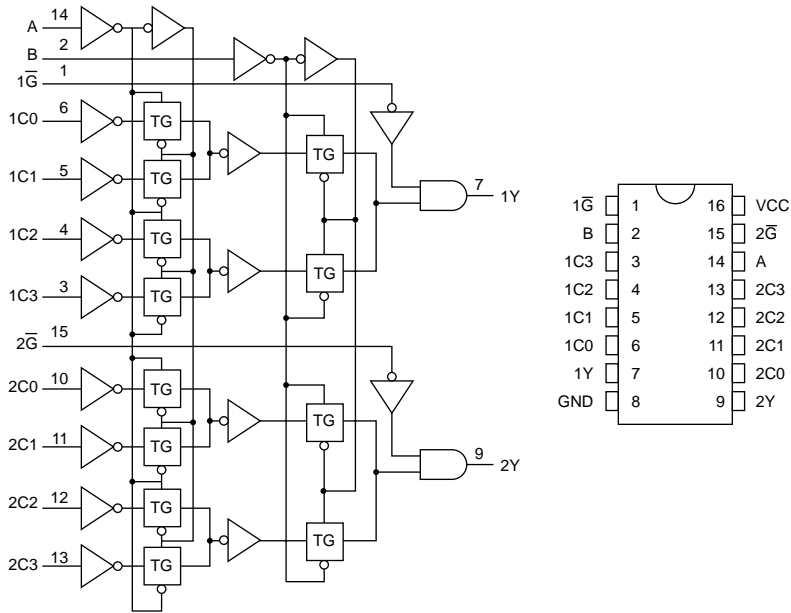 A 14
B 2
1G̅ 1
1C0 6 TG
TG
1C1 5 TG
7 1Y
1C2 4 TG
TG
1C3 3 TG
2G̅ 15
2C0 10 TG
TG
2C1 11 TG
9 2Y
2C2 12 TG
TG
2C3 13 TG
1G̅ 1 16 VCC
B 2 15 2G̅
1C3 3 14 A
1C2 4 13 2C3
1C1 5 12 2C2
1C0 6 11 2C1
1Y 7 10 2C0
GND 8 9 2Y